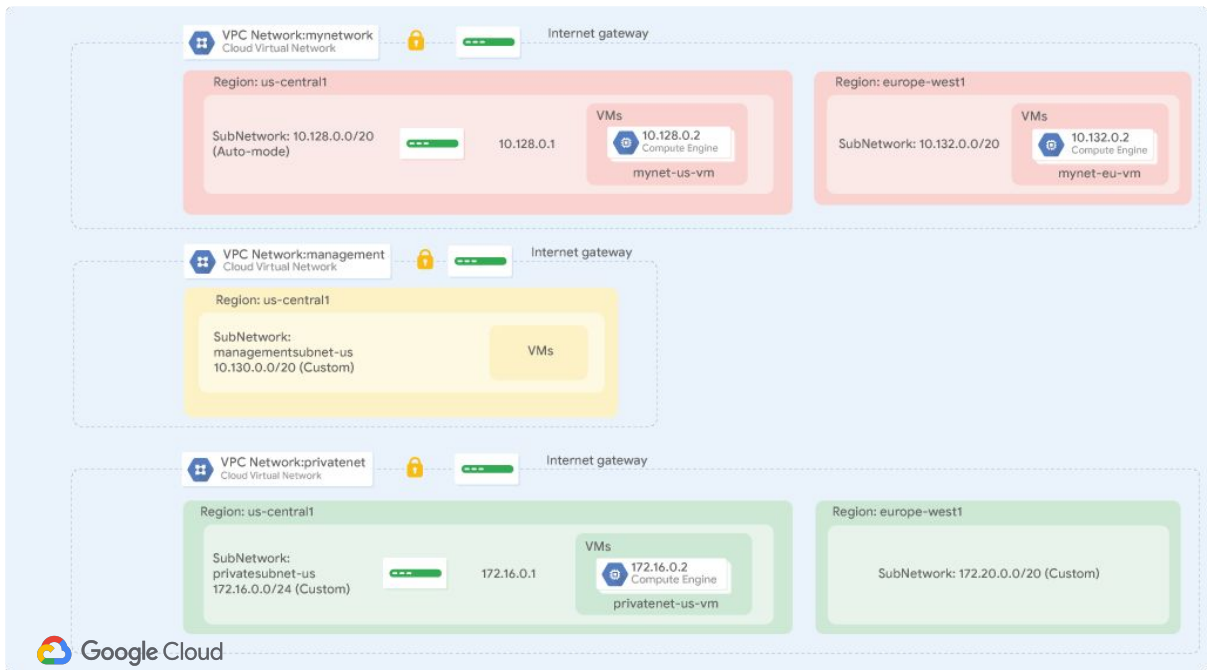 VPC Network:mynetwork
Cloud Virtual Network
Internet gateway
Region: us-central1
SubNetwork: 10.128.0.0/20
(Auto-mode)
10.128.0.1
VMs
10.128.0.2
Compute Engine
mynet-us-vm
Region: europe-west1
SubNetwork: 10.132.0.0/20
VMs
10.132.0.2
Compute Engine
mynet-eu-vm
VPC Network:management
Cloud Virtual Network
Internet gateway
Region: us-central1
SubNetwork:
managementsubnet-us
10.130.0.0/20 (Custom)
VMs
VPC Network:privatenet
Cloud Virtual Network
Internet gateway
Region: us-central1
SubNetwork:
privatesubnet-us
172.16.0.0/24 (Custom)
172.16.0.1
VMs
172.16.0.2
Compute Engine
privatenet-us-vm
Region: europe-west1
SubNetwork: 172.20.0.0/20 (Custom)
Google Cloud